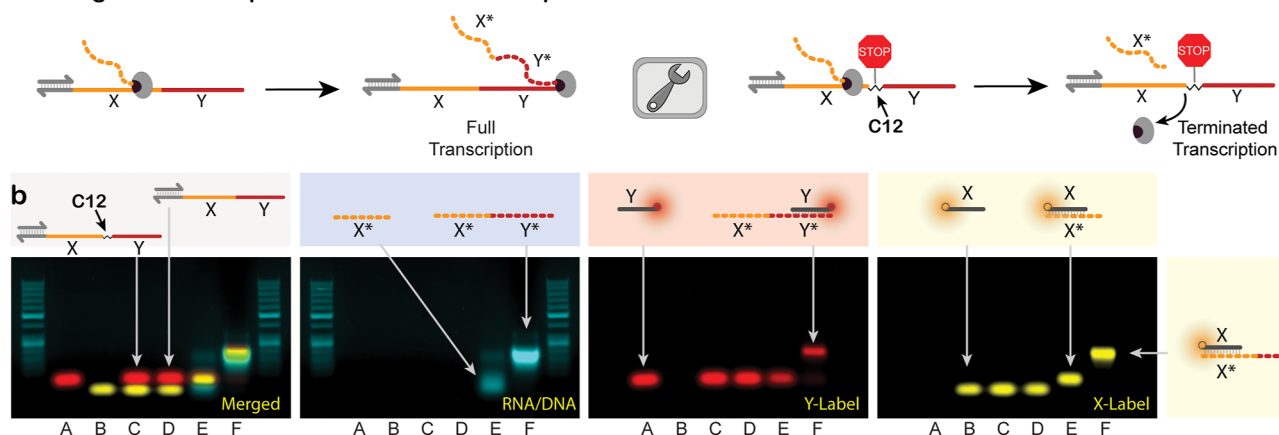 X*
X
Y
X*
Y*
X
Y
Full
Transcription
STOP
X
Y
C12
X*
STOP
X
Y
Terminated
Transcription
b
C12
X
Y
X
Y
X*
X*
Y*
Y
Y
X*
Y*
X
X
X*
X
X*
Merged
RNA/DNA
Y-Label
X-Label
A B C D E F
A B C D E F
A B C D E F
A B C D E F